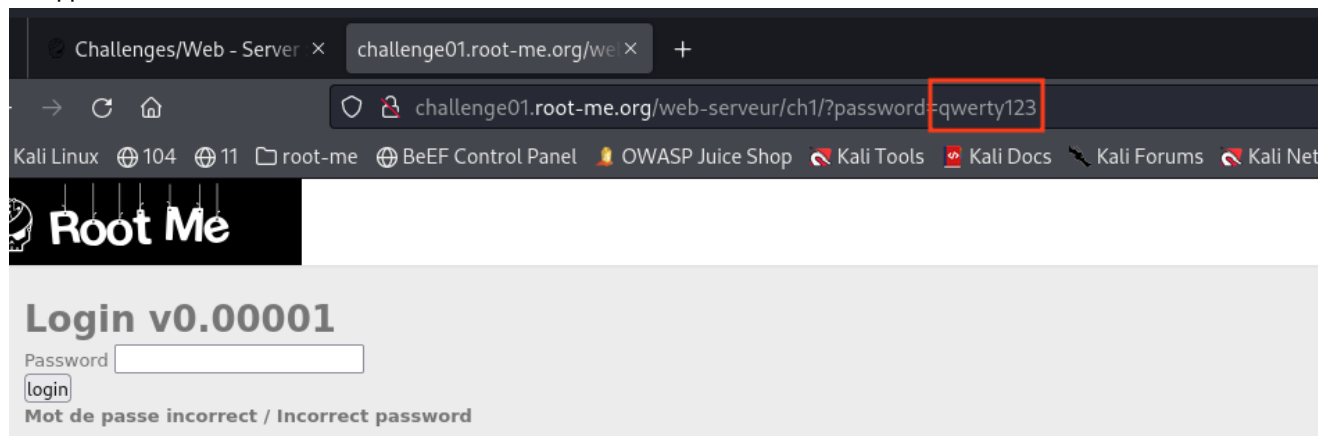 Challenges/Web - Server × challenge01.root-me.org/we × +
challenge01.root-me.org/web-serveur/ch1/?password=qwerty123
Kali Linux 104 11 root-me BeEF Control Panel OWASP Juice Shop Kali Tools Kali Docs Kali Forums Kali Net
Root Me
Login v0.00001
Password
login
Mot de passe incorrect / Incorrect password